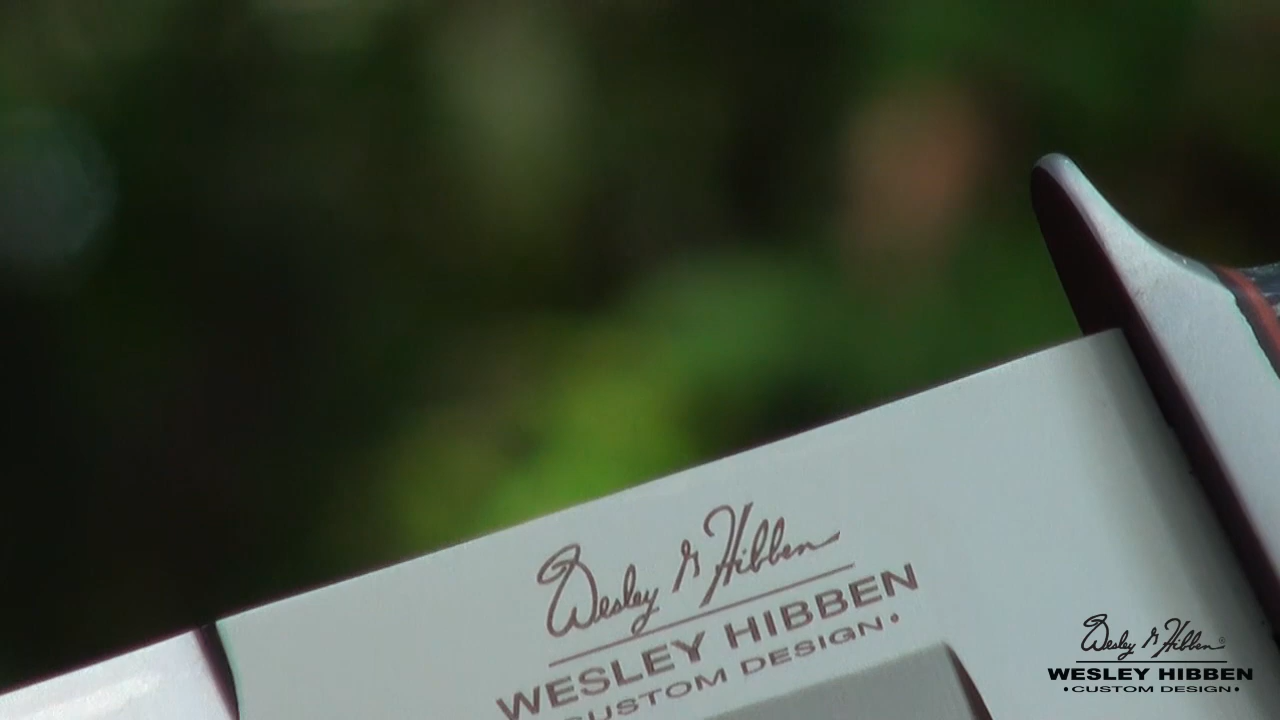 Wesley G Hibben
WESLEY HIBBEN
CUSTOM DESIGN •
Wesley G Hibben ®
WESLEY HIBBEN
• CUSTOM DESIGN •